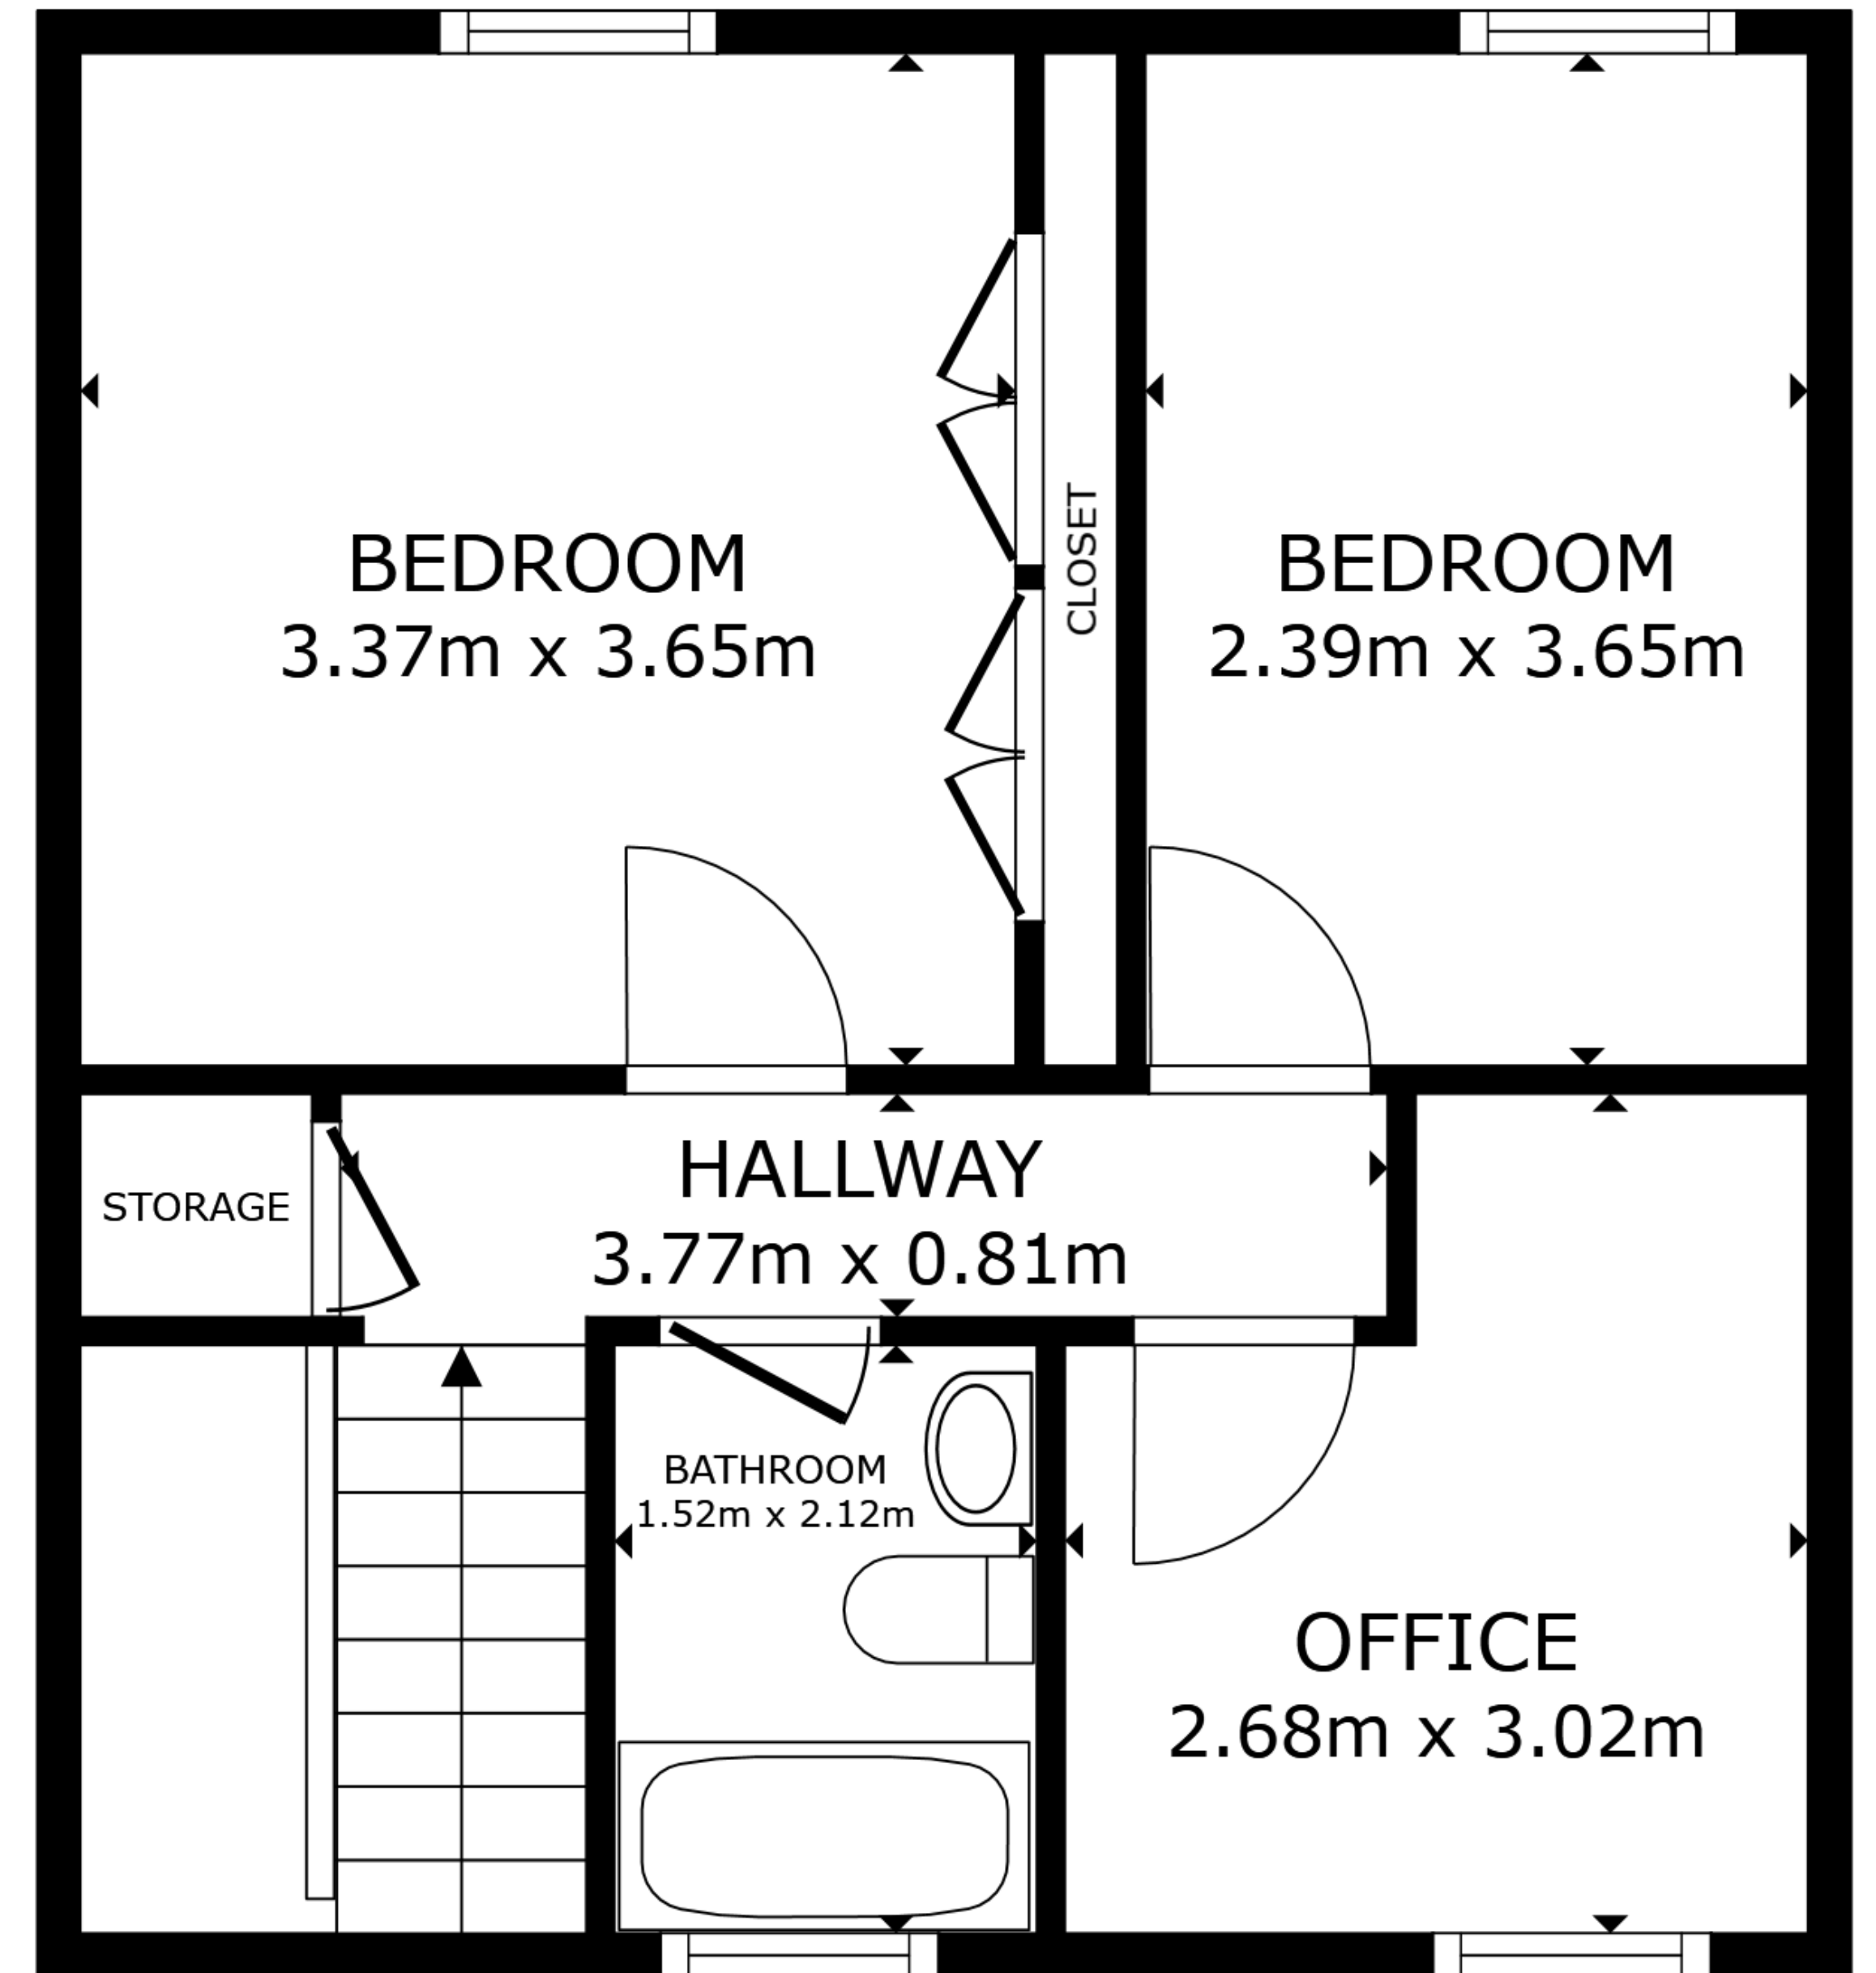 BEDROOM
3.37m x 3.65m
CLOSET
BEDROOM
2.39m x 3.65m
STORAGE
HALLWAY
3.77m x 0.81m
BATHROOM
1.52m x 2.12m
OFFICE
2.68m x 3.02m